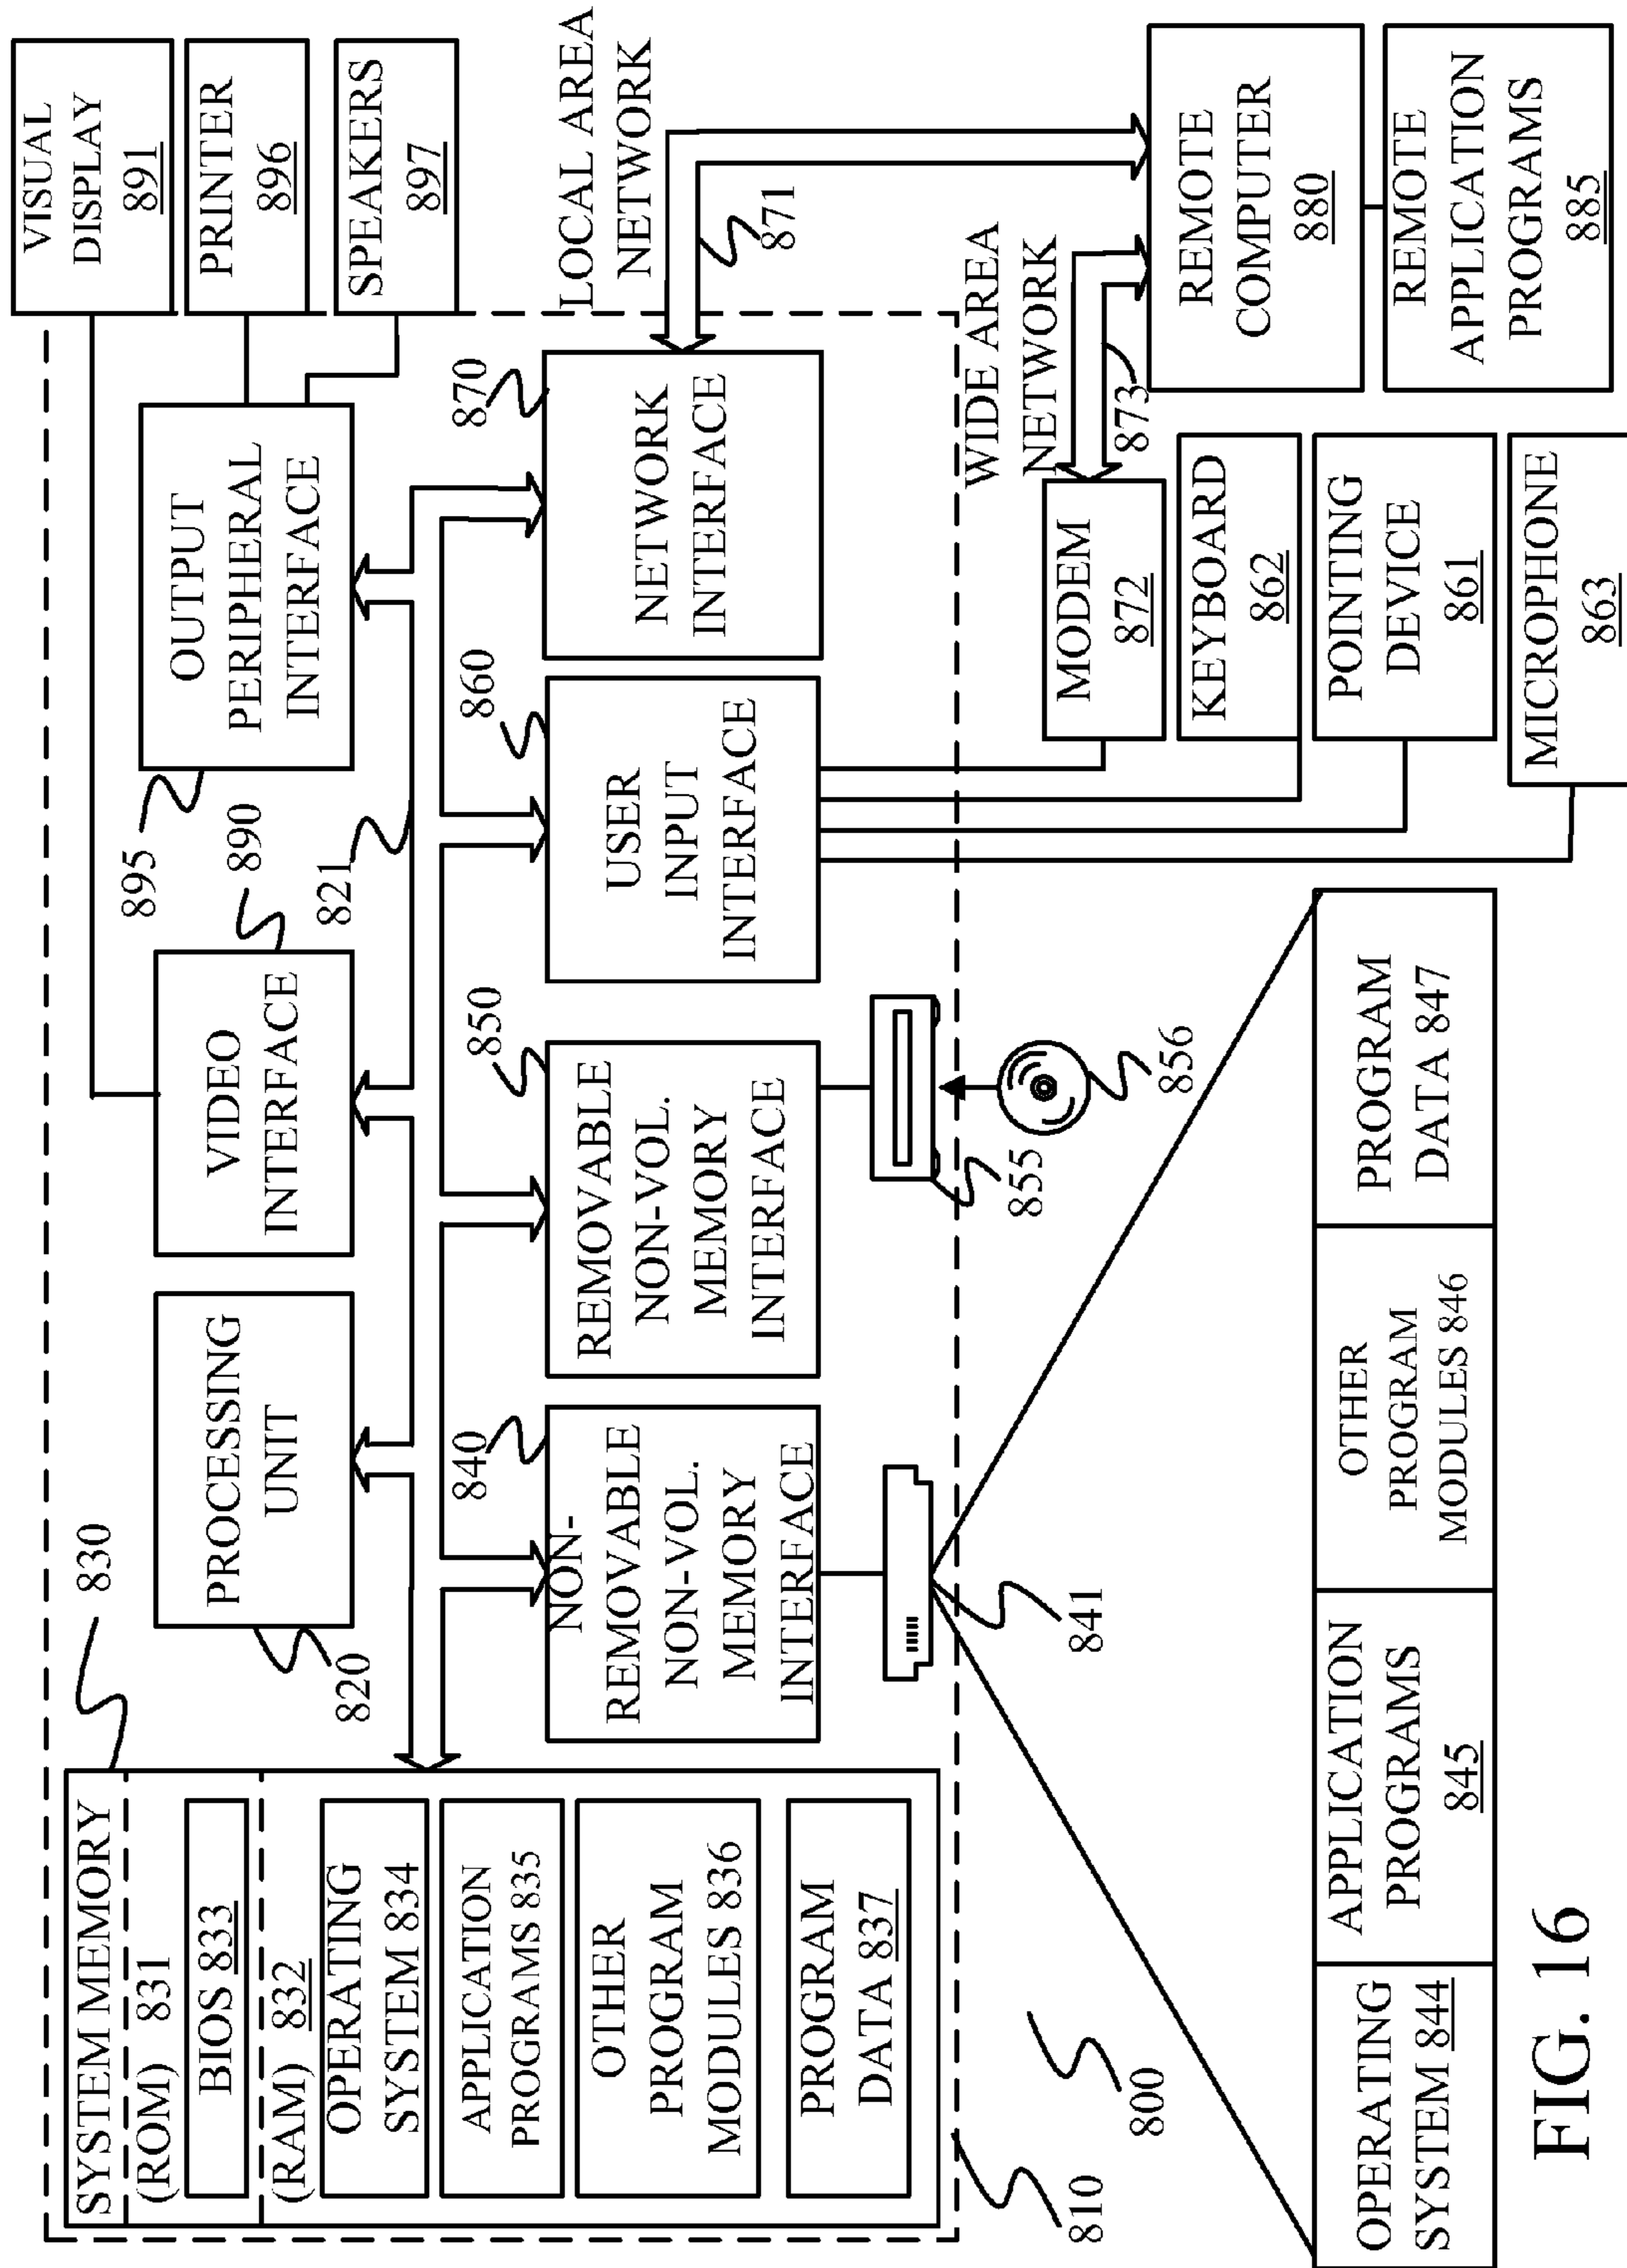 SYSTEM MEMORY
(ROM) 831
BIOS 833
(RAM) 832
OPERATING
SYSTEM 834
APPLICATION
PROGRAMS 835
OTHER
PROGRAM
MODULES 836
PROGRAM
DATA 837
830
820
PROCESSING
UNIT
VIDEO
INTERFACE
890
895
OUTPUT
PERIPHERAL
INTERFACE
821
VISUAL
DISPLAY
891
PRINTER
896
SPEAKERS
897
840
NON-
REMOVABLE
NON-VOL.
MEMORY
INTERFACE
850
REMOVABLE
NON-VOL.
MEMORY
INTERFACE
860
USER
INPUT
INTERFACE
870
NETWORK
INTERFACE
LOCAL AREA
NETWORK
871
810
800
841
855
856
WIDE AREA
NETWORK
873
MODEM
872
KEYBOARD
862
POINTING
DEVICE
861
MICROPHONE
863
REMOTE
COMPUTER
880
REMOTE
APPLICATION
PROGRAMS
885
OPERATING
SYSTEM 844
APPLICATION
PROGRAMS
845
OTHER
PROGRAM
MODULES 846
PROGRAM
DATA 847
FIG. 16